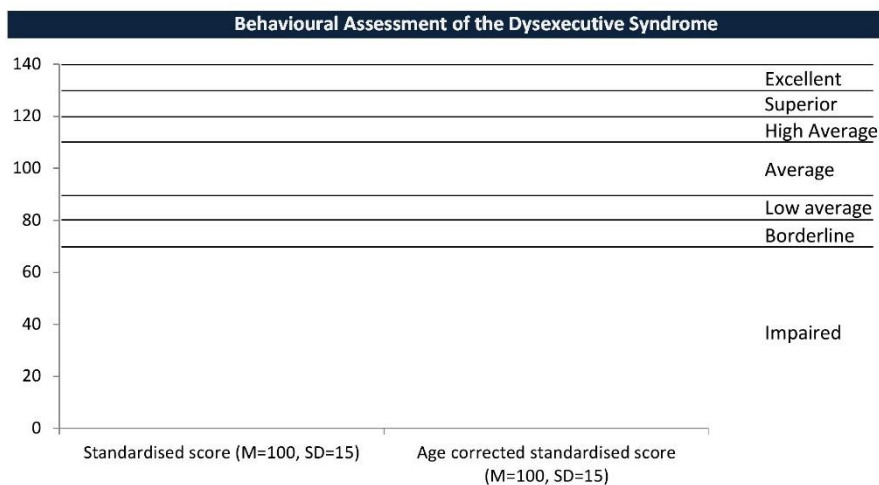 Behavioural Assessment of the Dysexecutive Syndrome
140
Excellent
Superior
120
High Average
100
Average
Low average
80
Borderline
60
40
Impaired
20
0
Standardised score (M=100, SD=15)
Age corrected standardised score
(M=100, SD=15)